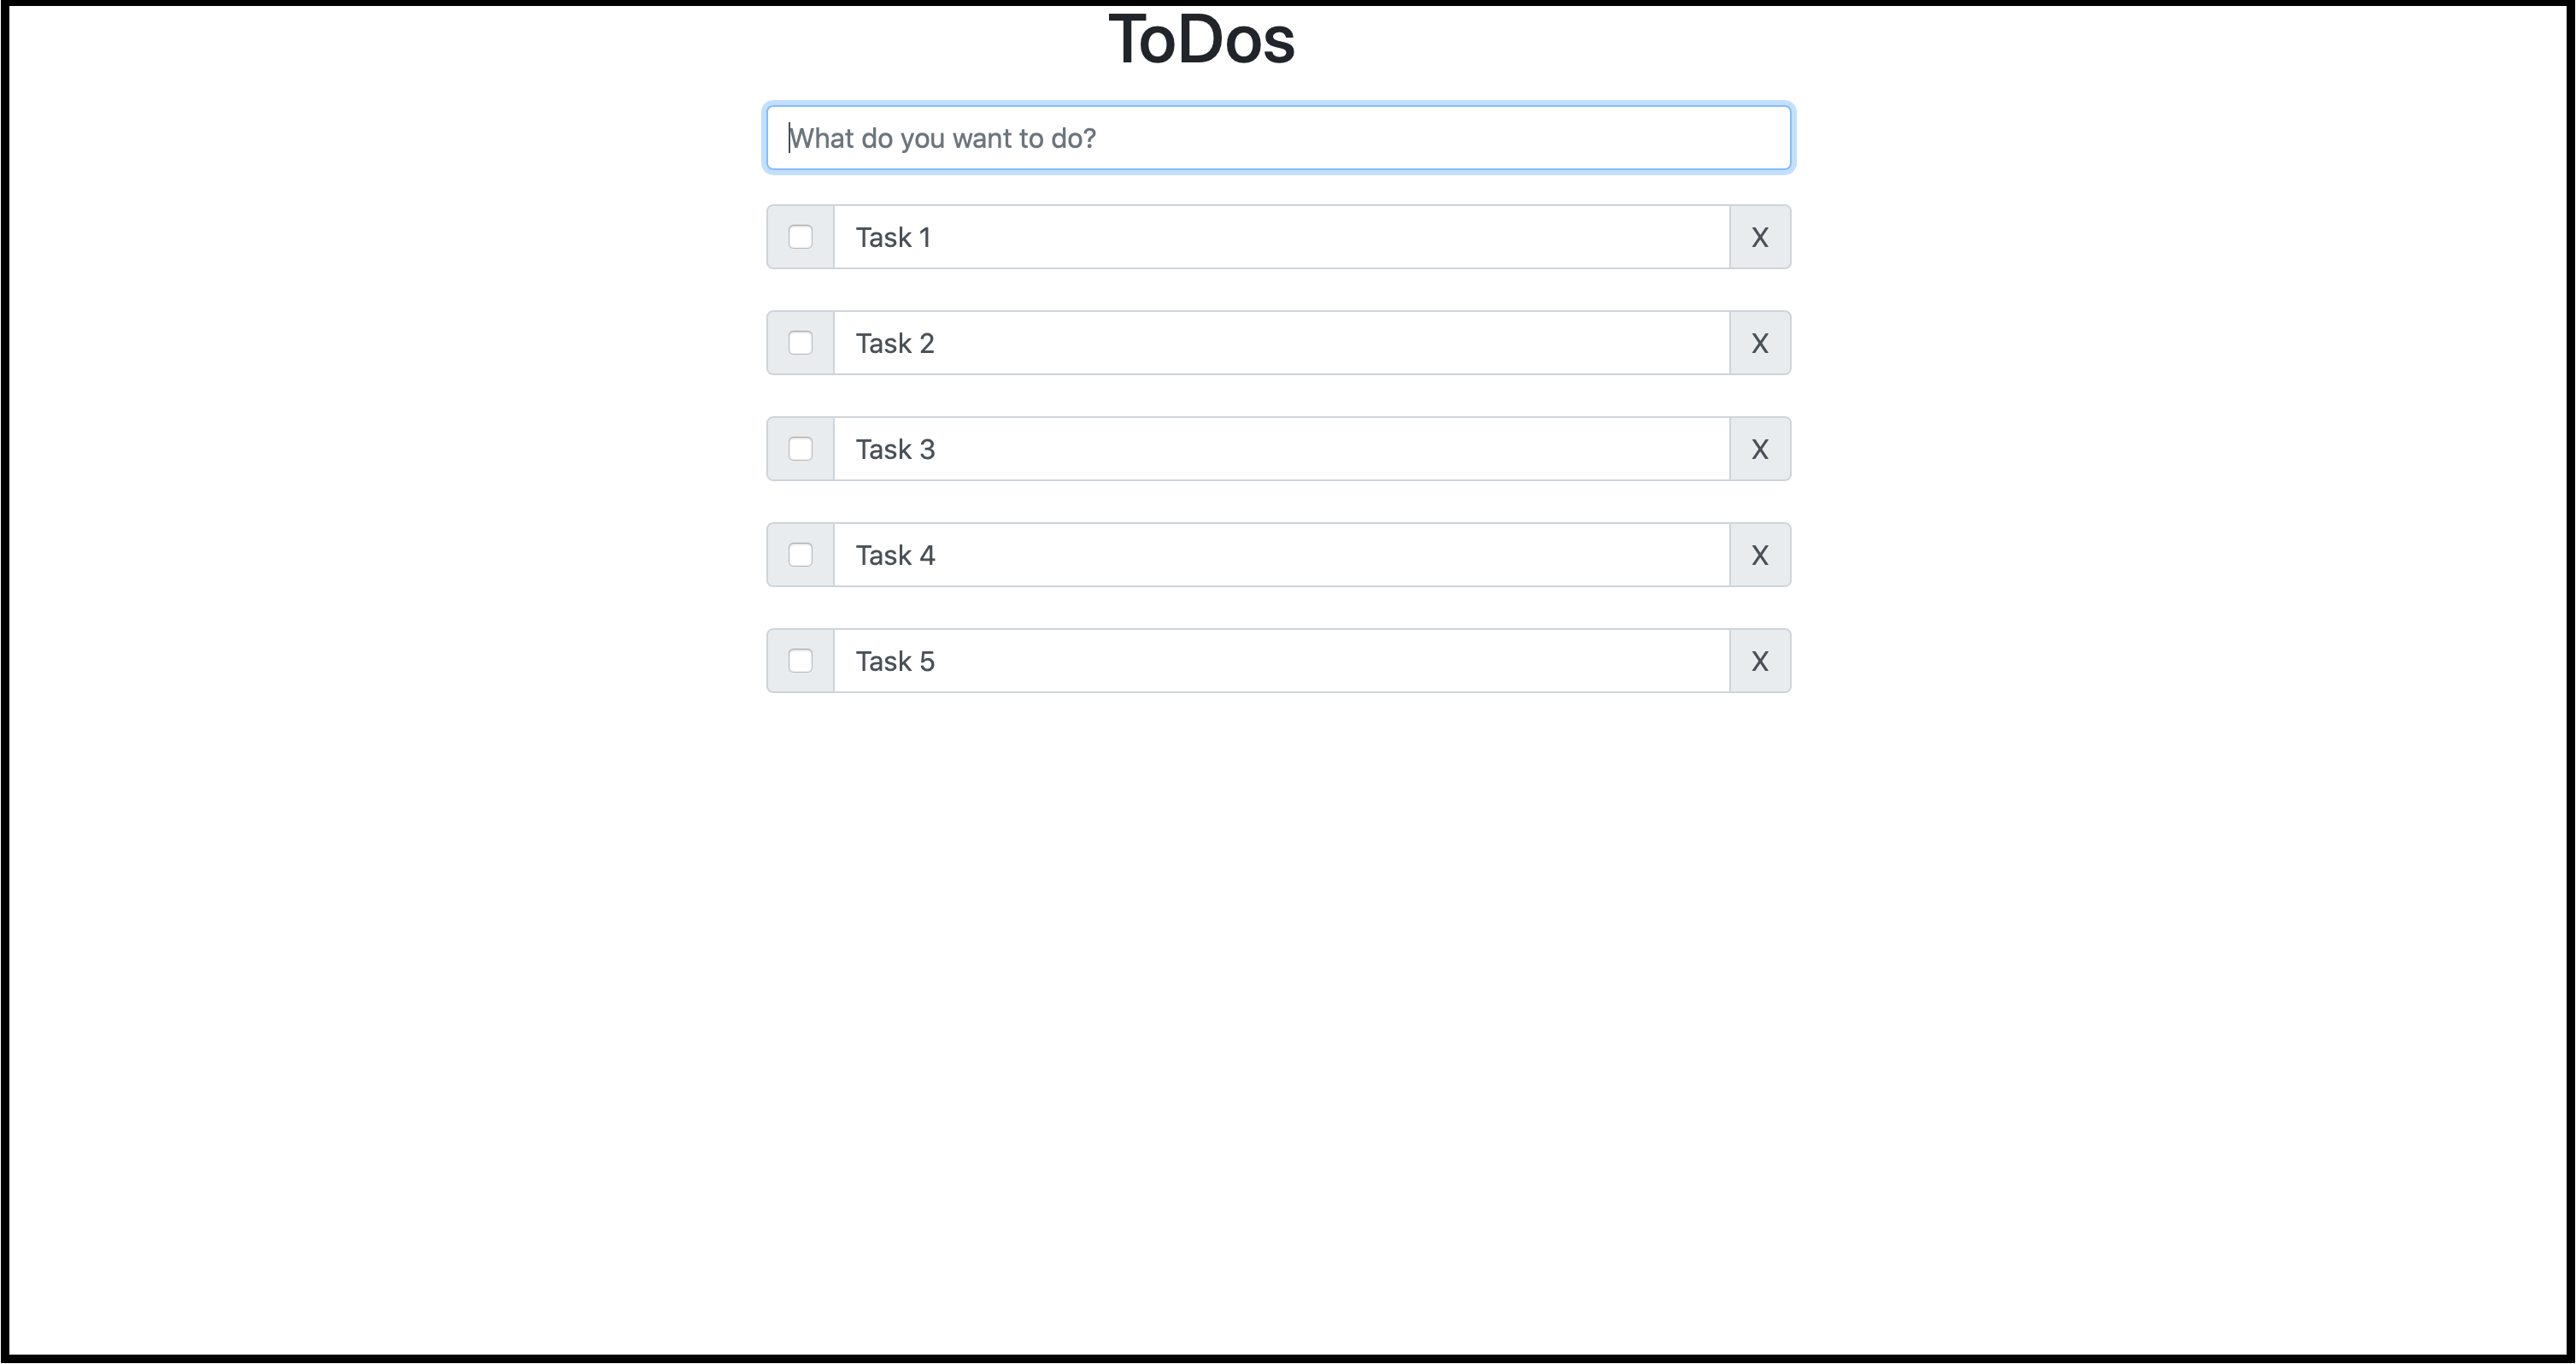 ToDos
What do you want to do?
Task 1 X
Task 2 X
Task 3 X
Task 4 X
Task 5 X